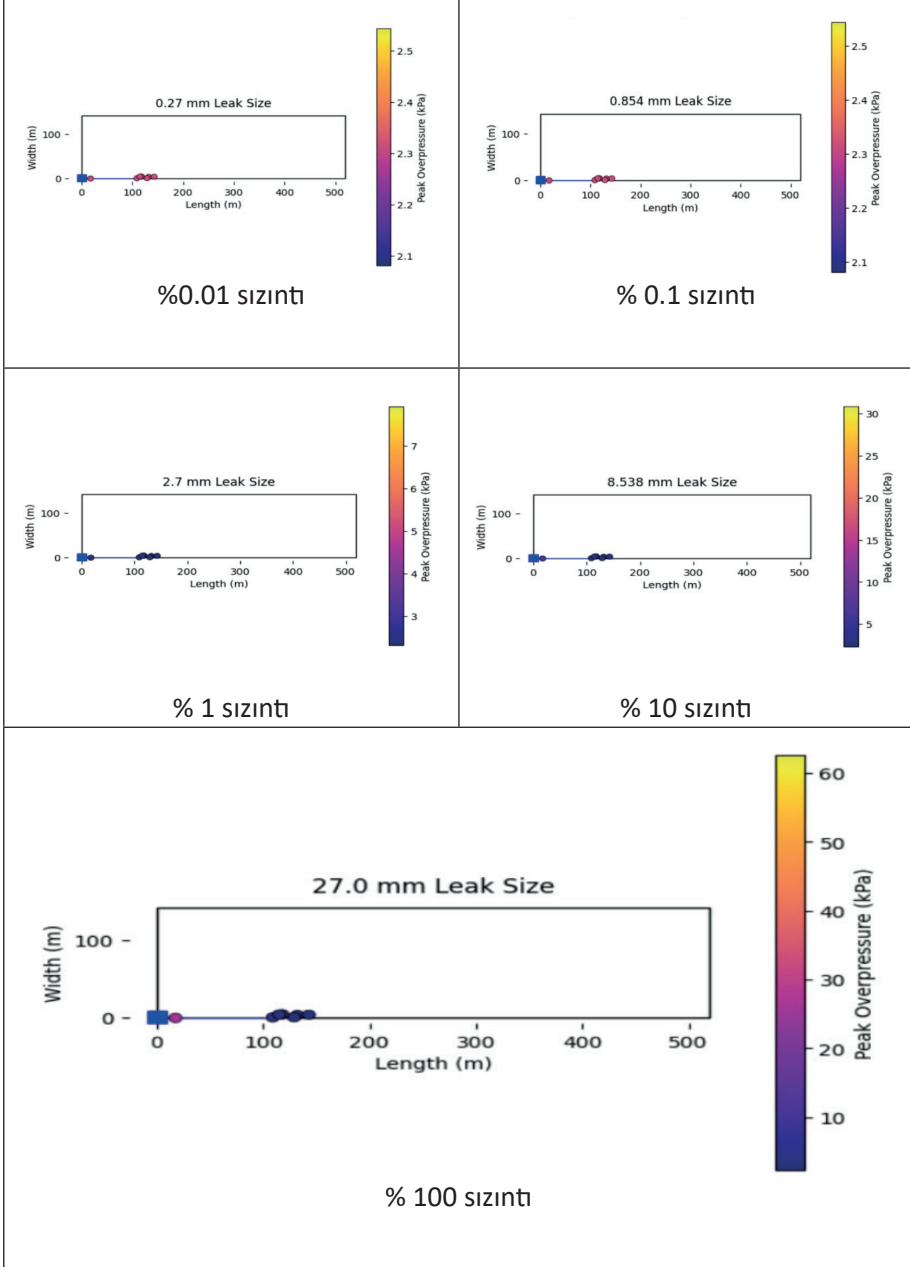 0.27 mm Leak Size
Width (m)
100
0
0 100 200 300 400 500
Length (m)
2.5
2.4
2.3
2.2
2.1
Peak Overpressure (kPa)
%0.01 sızıntı
0.854 mm Leak Size
Width (m)
100
0
0 100 200 300 400 500
Length (m)
2.5
2.4
2.3
2.2
2.1
Peak Overpressure (kPa)
% 0.1 sızıntı
2.7 mm Leak Size
Width (m)
100
0
0 100 200 300 400 500
Length (m)
7
6
5
4
3
Peak Overpressure (kPa)
% 1 sızıntı
8.538 mm Leak Size
Width (m)
100
0
0 100 200 300 400 500
Length (m)
30
25
20
15
10
5
Peak Overpressure (kPa)
% 10 sızıntı
27.0 mm Leak Size
Width (m)
100
0
0 100 200 300 400 500
Length (m)
60
50
40
30
20
10
Peak Overpressure (kPa)
% 100 sızıntı